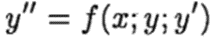 y'' = f(x; y; y')